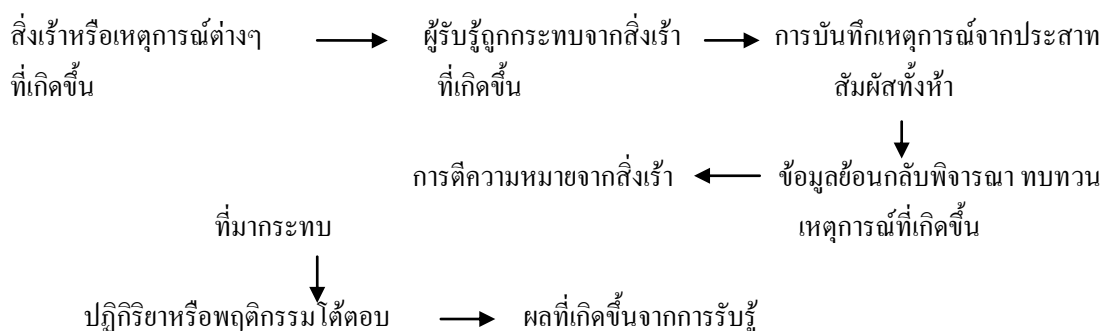 สิ่งเร้าหรือเหตุการณ์ต่างๆ ผู้รับรู้ถูกกระทบจากสิ่งเร้า การบันทึกเหตุการณ์จากประสาท
ที่เกิดขึ้น ที่เกิดขึ้น สัมผัสทั้งห้า
การตีความหมายจากสิ่งเร้า ข้อมูลย้อนกลับพิจารณา ทบทวน
ที่มากระทบ เหตุการณ์ที่เกิดขึ้น
ปฏิกิริยาหรือพฤติกรรมโต้ตอบ ผลที่เกิดขึ้นจากการรับรู้